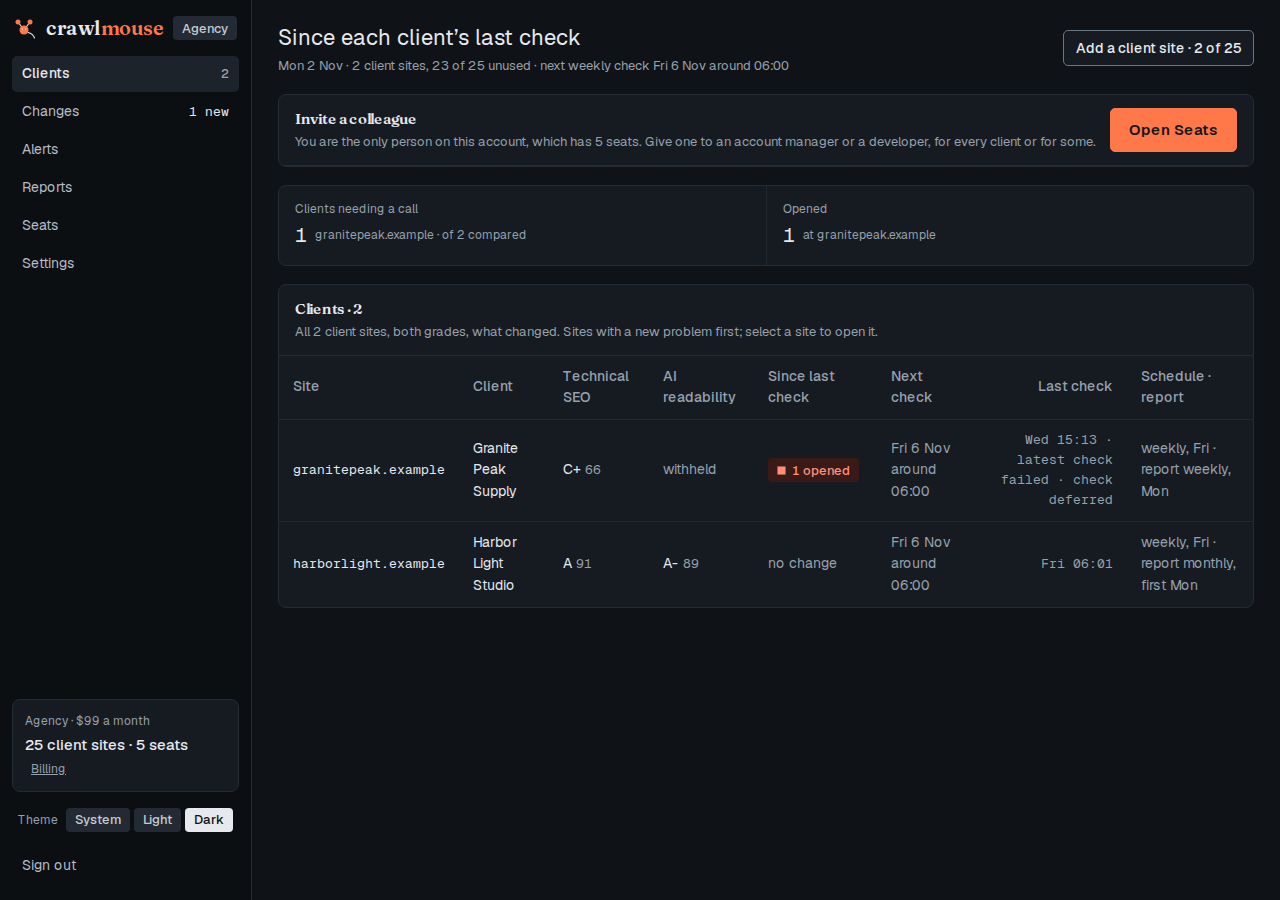 crawlmouse Agency
Clients 2
Changes 1 new
Alerts
Reports
Seats
Settings
Agency · $99 a month
25 client sites · 5 seats
Billing
Theme System Light Dark
Sign out
Since each client's last check
Mon 2 Nov · 2 client sites, 23 of 25 unused · next weekly check Fri 6 Nov around 06:00
Add a client site · 2 of 25
Invite a colleague
You are the only person on this account, which has 5 seats. Give one to an account manager or a developer, for every client or for some.
Open Seats
Clients needing a call
1 granitepeak.example · of 2 compared
Opened
1 at granitepeak.example
Clients · 2
All 2 client sites, both grades, what changed. Sites with a new problem first; select a site to open it.
Site
Client
Technical
SEO
AI
readability
Since last
check
Next
check
Last check
Schedule ·
report
granitepeak.example
Granite
Peak
Supply
C+ 66
withheld
1 opened
Fri 6 Nov
around
06:00
Wed 15:13 ·
latest check
failed · check
deferred
weekly, Fri ·
report weekly,
Mon
harborlight.example
Harbor
Light
Studio
A 91
A- 89
no change
Fri 6 Nov
around
06:00
Fri 06:01
weekly, Fri ·
report monthly,
first Mon